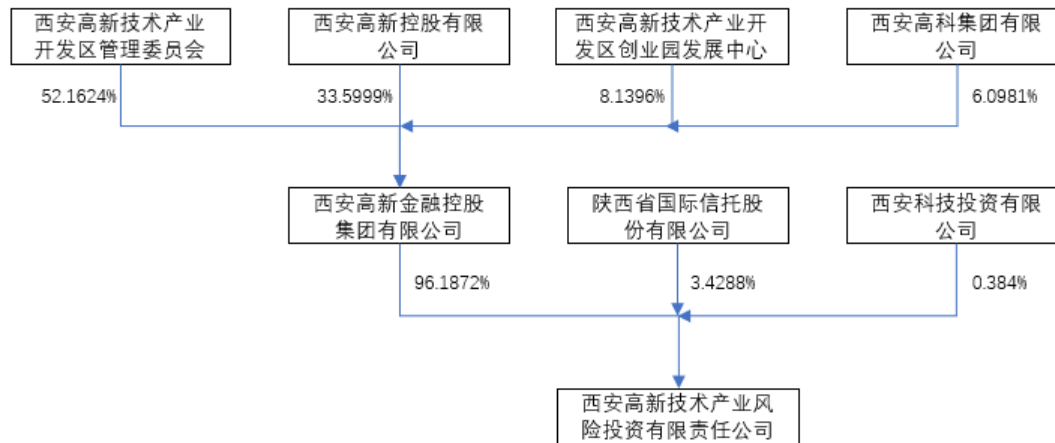 西安高新技术产业
开发区管理委员会
西安高新控股有限
公司
西安高新技术产业开
发区创业园发展中心
西安高科集团有限
公司
52.1624%
33.5999%
8.1396%
6.0981%
西安高新金融控股
集团有限公司
陕西省国际信托股
份有限公司
西安科技投资有限
公司
96.1872%
3.4288%
0.384%
西安高新技术产业风
险投资有限责任公司